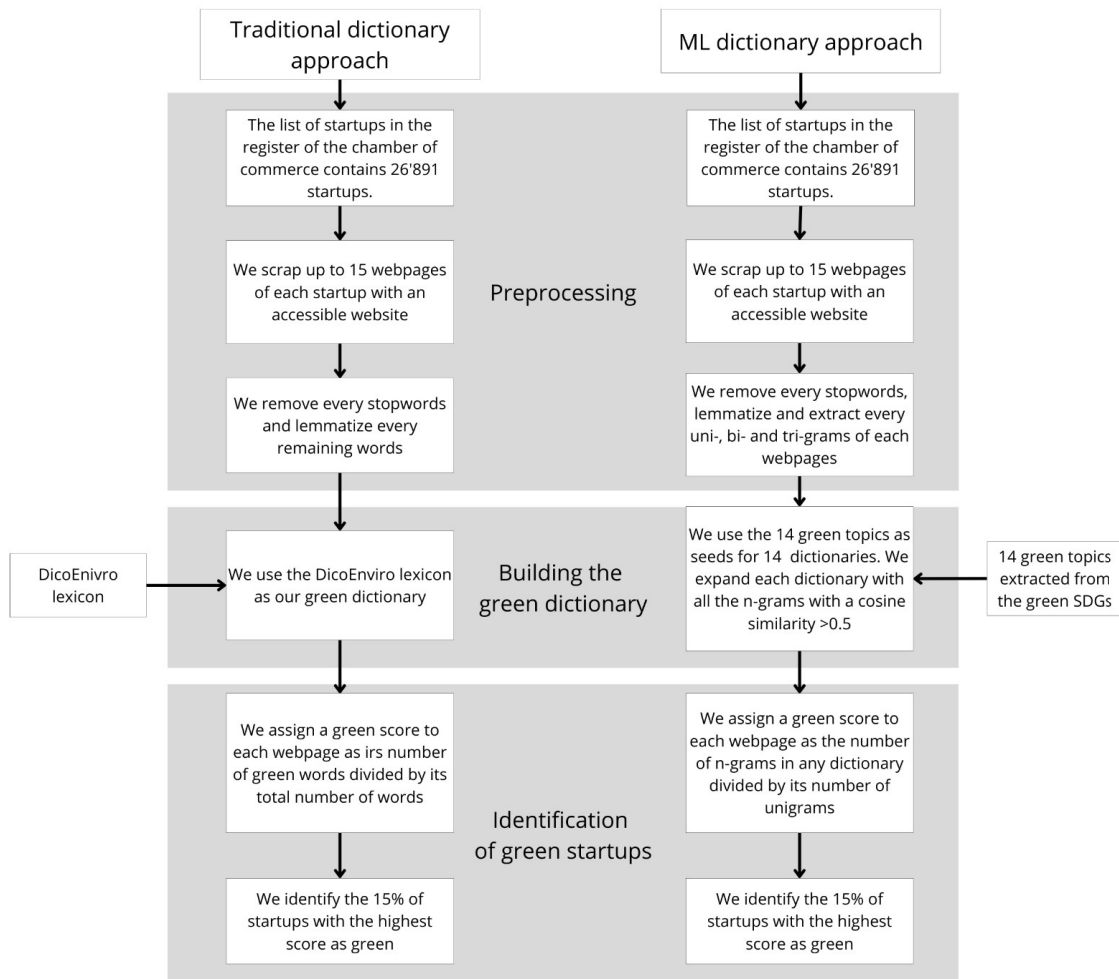 Traditional dictionary
approach
ML dictionary approach
The list of startups in the
register of the chamber of
commerce contains 26'891
startups.
The list of startups in the
register of the chamber of
commerce contains 26'891
startups.
We scrap up to 15 webpages
of each startup with an
accessible website
Preprocessing
We scrap up to 15 webpages
of each startup with an
accessible website
We remove every stopwords
and lemmatize every
remaining words
We remove every stopwords,
lemmatize and extract every
uni-, bi- and tri-grams of each
webpages
DicoEnivro
lexicon
We use the DicoEnviro lexicon
as our green dictionary
Building the
green dictionary
We use the 14 green topics as
seeds for 14 dictionaries. We
expand each dictionary with
all the n-grams with a cosine
similarity >0.5
14 green topics
extracted from
the green SDGs
We assign a green score to
each webpage as irs number
of green words divided by its
total number of words
Identification
of green startups
We assign a green score to
each webpage as the number
of n-grams in any dictionary
divided by its number of
unigrams
We identify the 15% of
startups with the highest
score as green
We identify the 15% of
startups with the highest
score as green